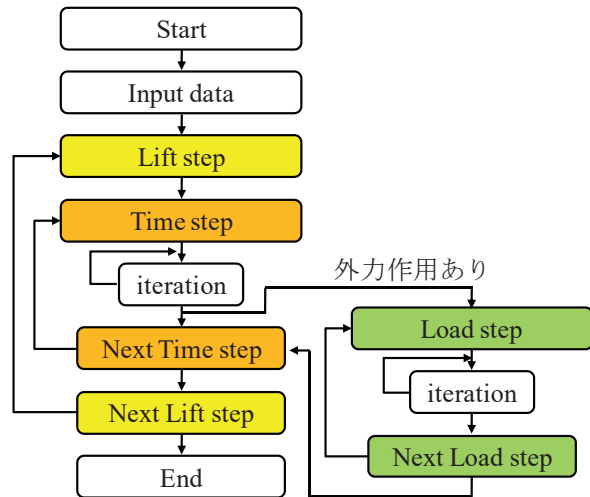 Start
Input data
Lift step
Time step
iteration
外力作用あり
Next Time step
Load step
iteration
Next Lift step
Next Load step
End